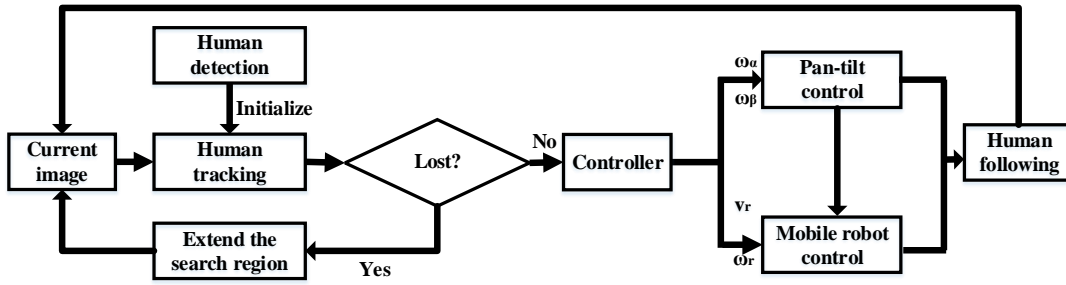 Human
detection
Initialize
Current
image
Human
tracking
Lost?
No
Yes
Extend the
search region
Controller
ωα
ωβ
vr
ωr
Pan-tilt
control
Mobile robot
control
Human
following